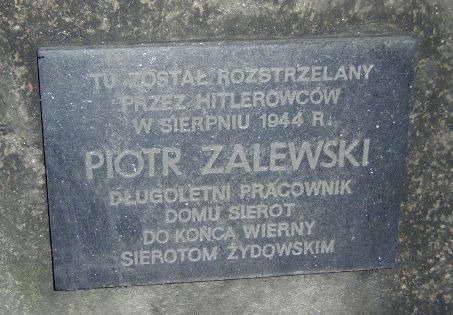 TU ZOSTAŁ ROZSTRZELANY
PRZEZ HITLEROWCÓW
W SIERPNIU 1944 R.
PIOTR ZALEWSKI
DŁUGOLETNI PRACOWNIK
DOMU SIEROT
DO KOŃCA WIERNY
SIEROTOM ŻYDOWSKIM